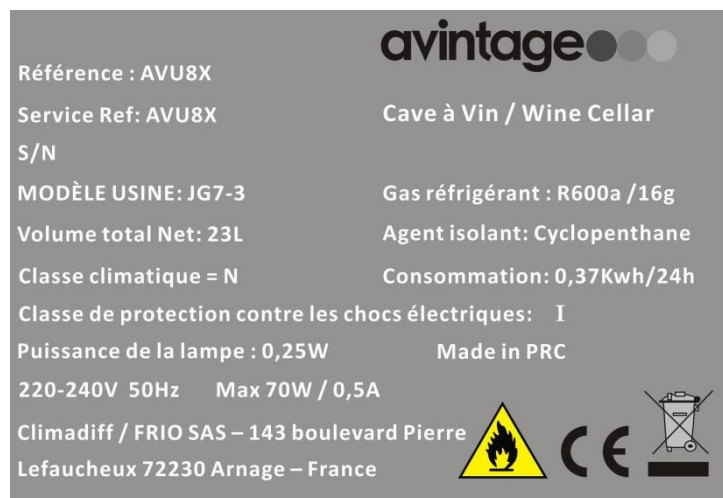 avintage
Référence : AVU8X
Service Ref: AVU8X
Cave à Vin / Wine Cellar
S/N
MODÈLE USINE: JG7-3
Gas réfrigérant : R600a /16g
Volume total Net: 23L
Agent isolant: Cyclopenthane
Classe climatique = N
Consommation: 0,37Kwh/24h
Classe de protection contre les chocs électriques: I
Puissance de la lampe : 0,25W
Made in PRC
220-240V 50Hz Max 70W / 0,5A
Climadiff / FRIO SAS – 143 boulevard Pierre
Lefaucheux 72230 Arnage – France
CE